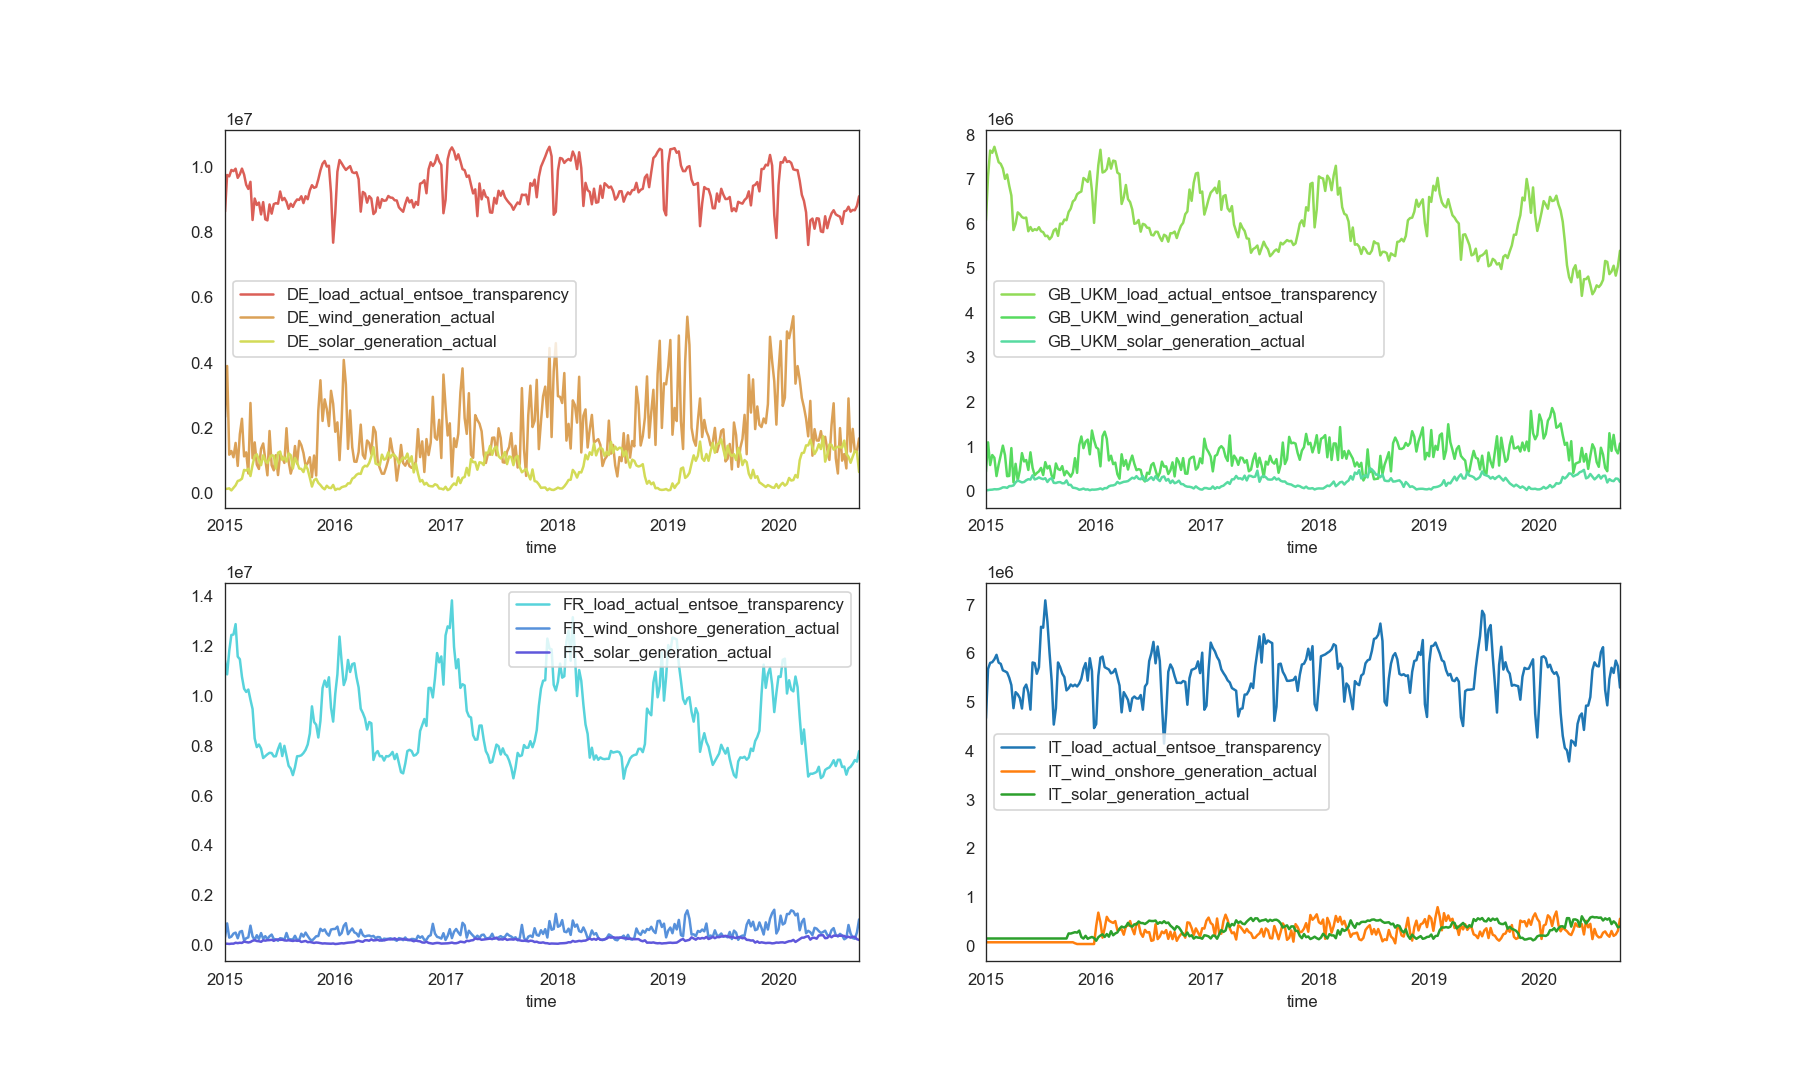 1e7
1.0
0.8
0.6
0.4
0.2
0.0
DE_load_actual_entsoe_transparency
DE_wind_generation_actual
DE_solar_generation_actual
2015 2016 2017 2018 2019 2020
time
1e6
8
7
6
5
4
3
2
1
0
GB_UKM_load_actual_entsoe_transparency
GB_UKM_wind_generation_actual
GB_UKM_solar_generation_actual
2015 2016 2017 2018 2019 2020
time
1e7
1.4
1.2
1.0
0.8
0.6
0.4
0.2
0.0
FR_load_actual_entsoe_transparency
FR_wind_onshore_generation_actual
FR_solar_generation_actual
2015 2016 2017 2018 2019 2020
time
1e6
7
6
5
4
3
2
1
0
IT_load_actual_entsoe_transparency
IT_wind_onshore_generation_actual
IT_solar_generation_actual
2015 2016 2017 2018 2019 2020
time